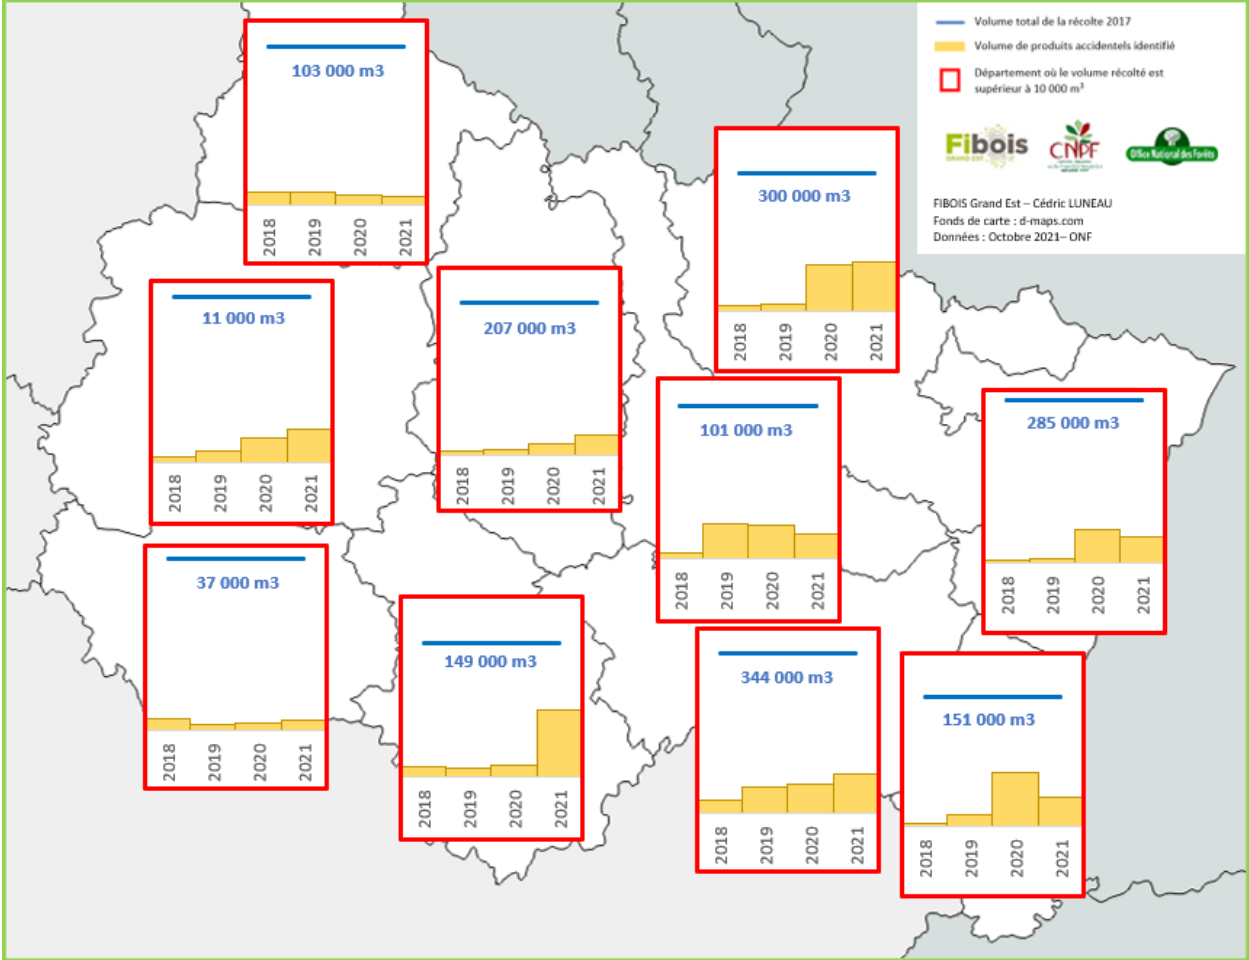 Volume total de la récolte 2017
Volume de produits accidentels identifié
Département où le volume récolté est
supérieur à 10 000 m³
Fibois
GRAND EST
CNPF
Office National des Forêts
FIBOIS Grand Est – Cédric LUNEAU
Fonds de carte : d-maps.com
Données : Octobre 2021– ONF
103 000 m3
2018
2019
2020
2021
300 000 m3
2018
2019
2020
2021
11 000 m3
2018
2019
2020
2021
207 000 m3
2018
2019
2020
2021
101 000 m3
2018
2019
2020
2021
285 000 m3
2018
2019
2020
2021
37 000 m3
2018
2019
2020
2021
149 000 m3
2018
2019
2020
2021
344 000 m3
2018
2019
2020
2021
151 000 m3
2018
2019
2020
2021